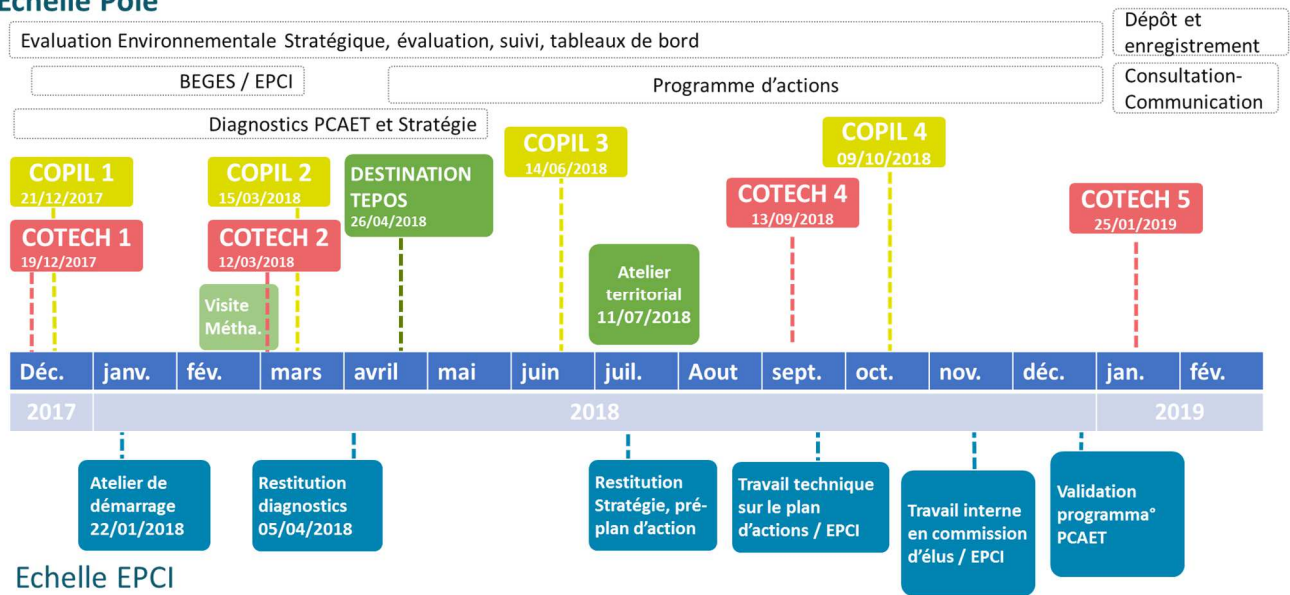 Echelle Pôle
Evaluation Environnementale Stratégique, évaluation, suivi, tableaux de bord
Dépôt et
enregistrement
BEGES / EPCI
Programme d'actions
Consultation-
Communication
Diagnostics PCAET et Stratégie
COPIL 1
21/12/2017
COPIL 2
15/03/2018
DESTINATION
TEPOS
26/04/2018
COPIL 3
14/06/2018
COPIL 4
09/10/2018
COTECH 1
19/12/2017
COTECH 2
12/03/2018
COTECH 4
13/09/2018
COTECH 5
25/01/2019
Visite
Métha.
Atelier
territorial
11/07/2018
Déc. janv. fév. mars avril mai juin juil. Aout sept. oct. nov. déc. jan. fév.
2017 2018 2019
Atelier de
démarrage
22/01/2018
Restitution
diagnostics
05/04/2018
Restitution
Stratégie, pré-
plan d'action
Travail technique
sur le plan
d'actions / EPCI
Travail interne
en commission
d'élus / EPCI
Validation
programma°
PCAET
Echelle EPCI